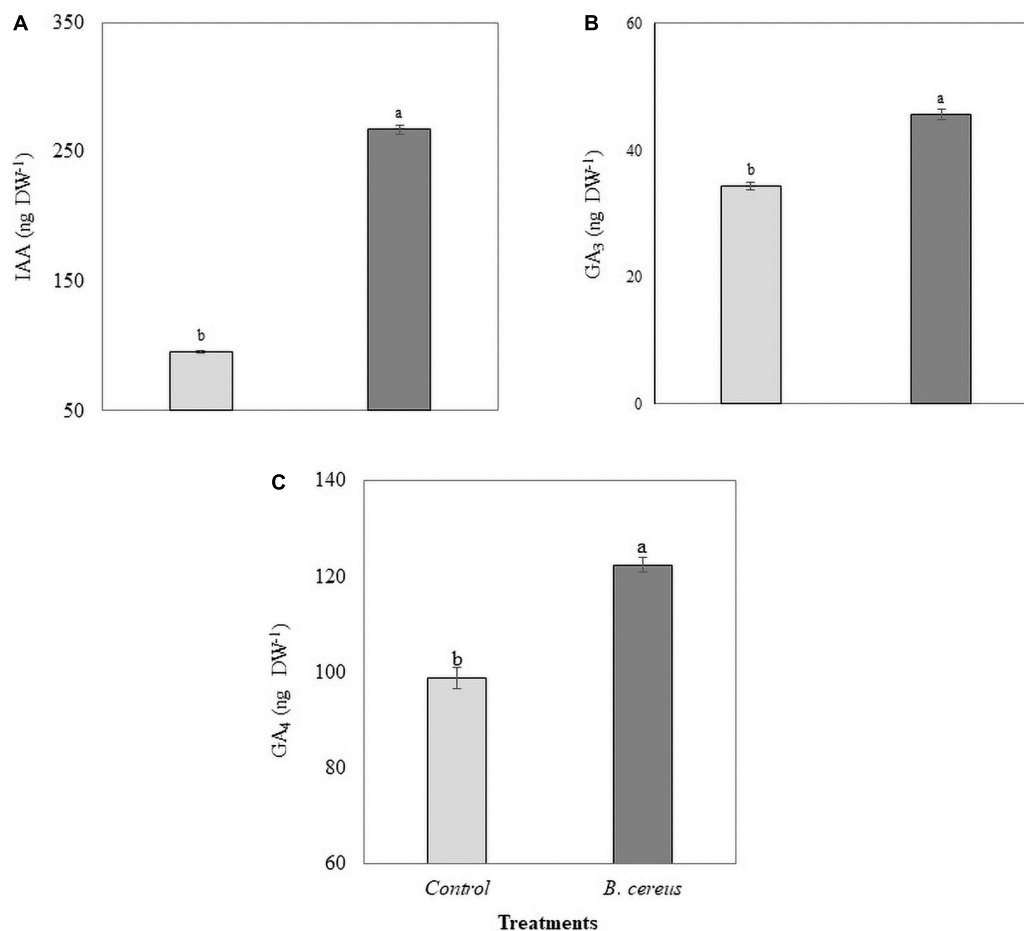 A
350
250
150
50
IAA (ng DW-1)
b
a
B
60
40
20
0
GA3 (ng DW-1)
b
a
C
140
120
100
80
60
GA4 (ng DW-1)
b
a
Control B. cereus
Treatments